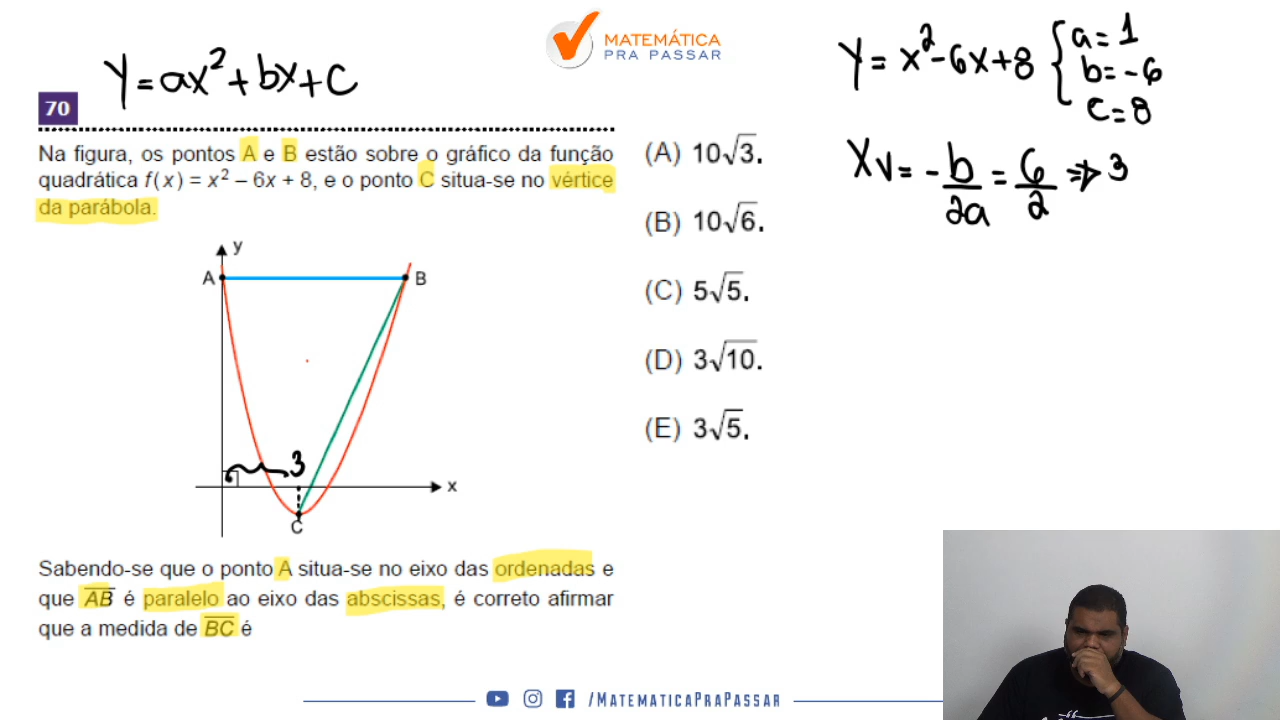 MATEMÁTICA
PRA PASSAR
Y = ax² + bx + c
Y = x² - 6x + 8 { a = 1
b = -6
c = 8
Xv = -b/2a = 6/2 ⇒ 3
70
Na figura, os pontos A e B estão sobre o gráfico da função
quadrática f(x) = x² – 6x + 8, e o ponto C situa-se no vértice
da parábola.
y
A
B
3
x
C
Sabendo-se que o ponto A situa-se no eixo das ordenadas e
que A̅B̅ é paralelo ao eixo das abscissas, é correto afirmar
que a medida de B̅C̅ é
(A) 10√3.
(B) 10√6.
(C) 5√5.
(D) 3√10.
(E) 3√5.
/MATEMATICAPRAPASSAR